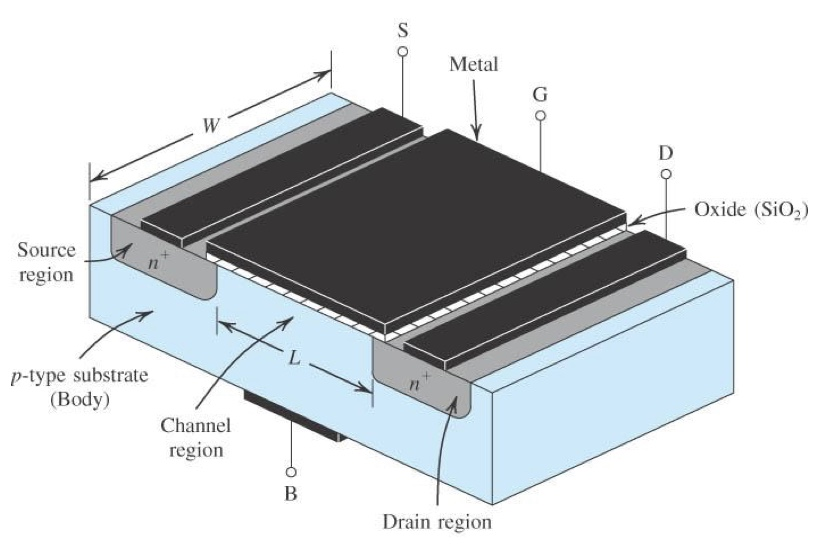 S
Metal
G
W
D
Oxide (SiO₂)
Source
region
n⁺
L
n⁺
p-type substrate
(Body)
Channel
region
B
Drain region